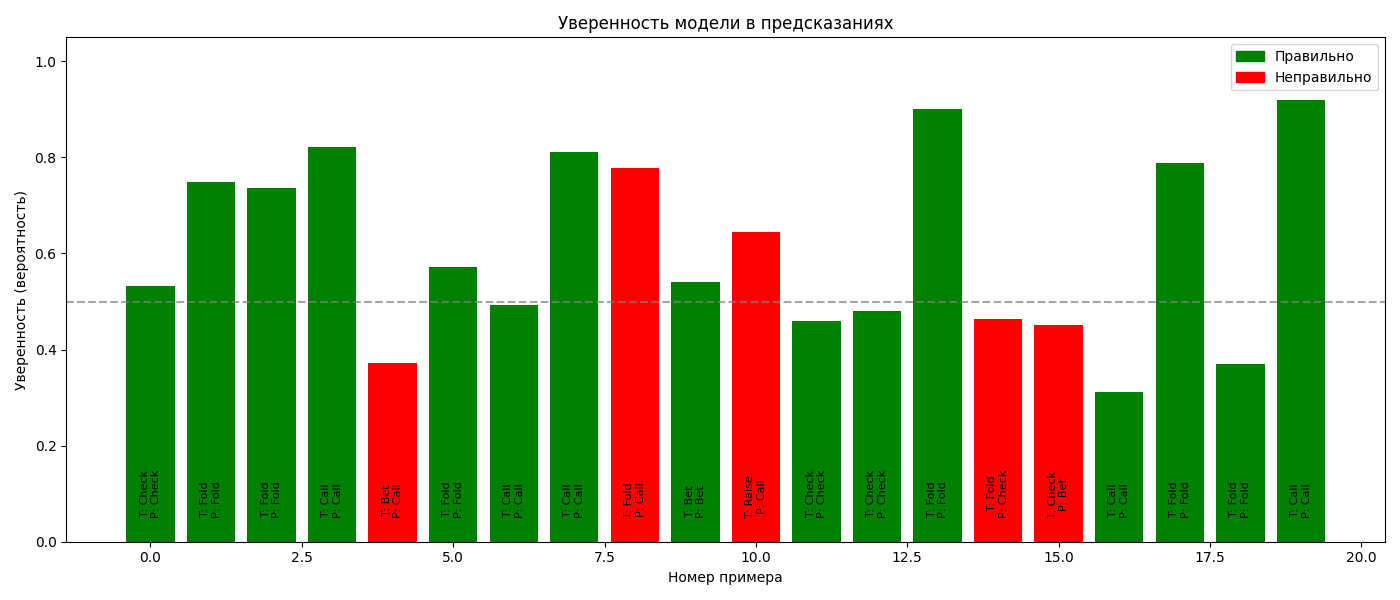 Уверенность модели в предсказаниях
Правильно
Неправильно
Уверенность (вероятность)
1.0
0.8
0.6
0.4
0.2
0.0
T: Check
P: Check
T: Fold
P: Fold
T: Fold
P: Fold
T: Call
P: Call
T: Bet
P: Call
T: Fold
P: Fold
T: Call
P: Call
T: Call
P: Call
T: Fold
P: Call
T: Bet
P: Bet
T: Raise
P: Call
T: Check
P: Check
T: Check
P: Check
T: Fold
P: Fold
T: Fold
P: Check
T: Check
P: Bet
T: Call
P: Call
T: Fold
P: Fold
T: Fold
P: Fold
T: Call
P: Call
0.0 2.5 5.0 7.5 10.0 12.5 15.0 17.5 20.0
Номер примера